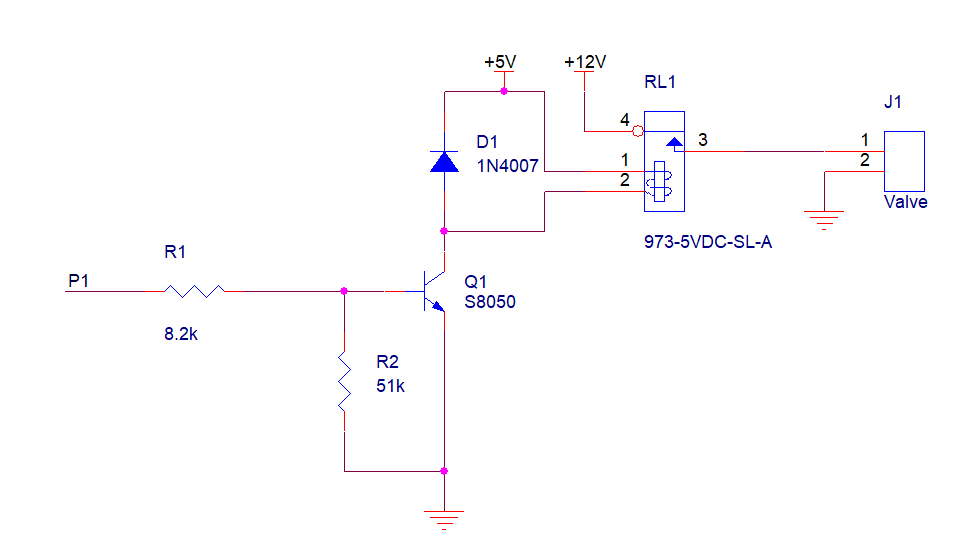 +5V
+12V
RL1
J1
4
D1
3
1
1N4007
1
2
2
Valve
973-5VDC-SL-A
R1
P1
Q1
S8050
8.2k
R2
51k